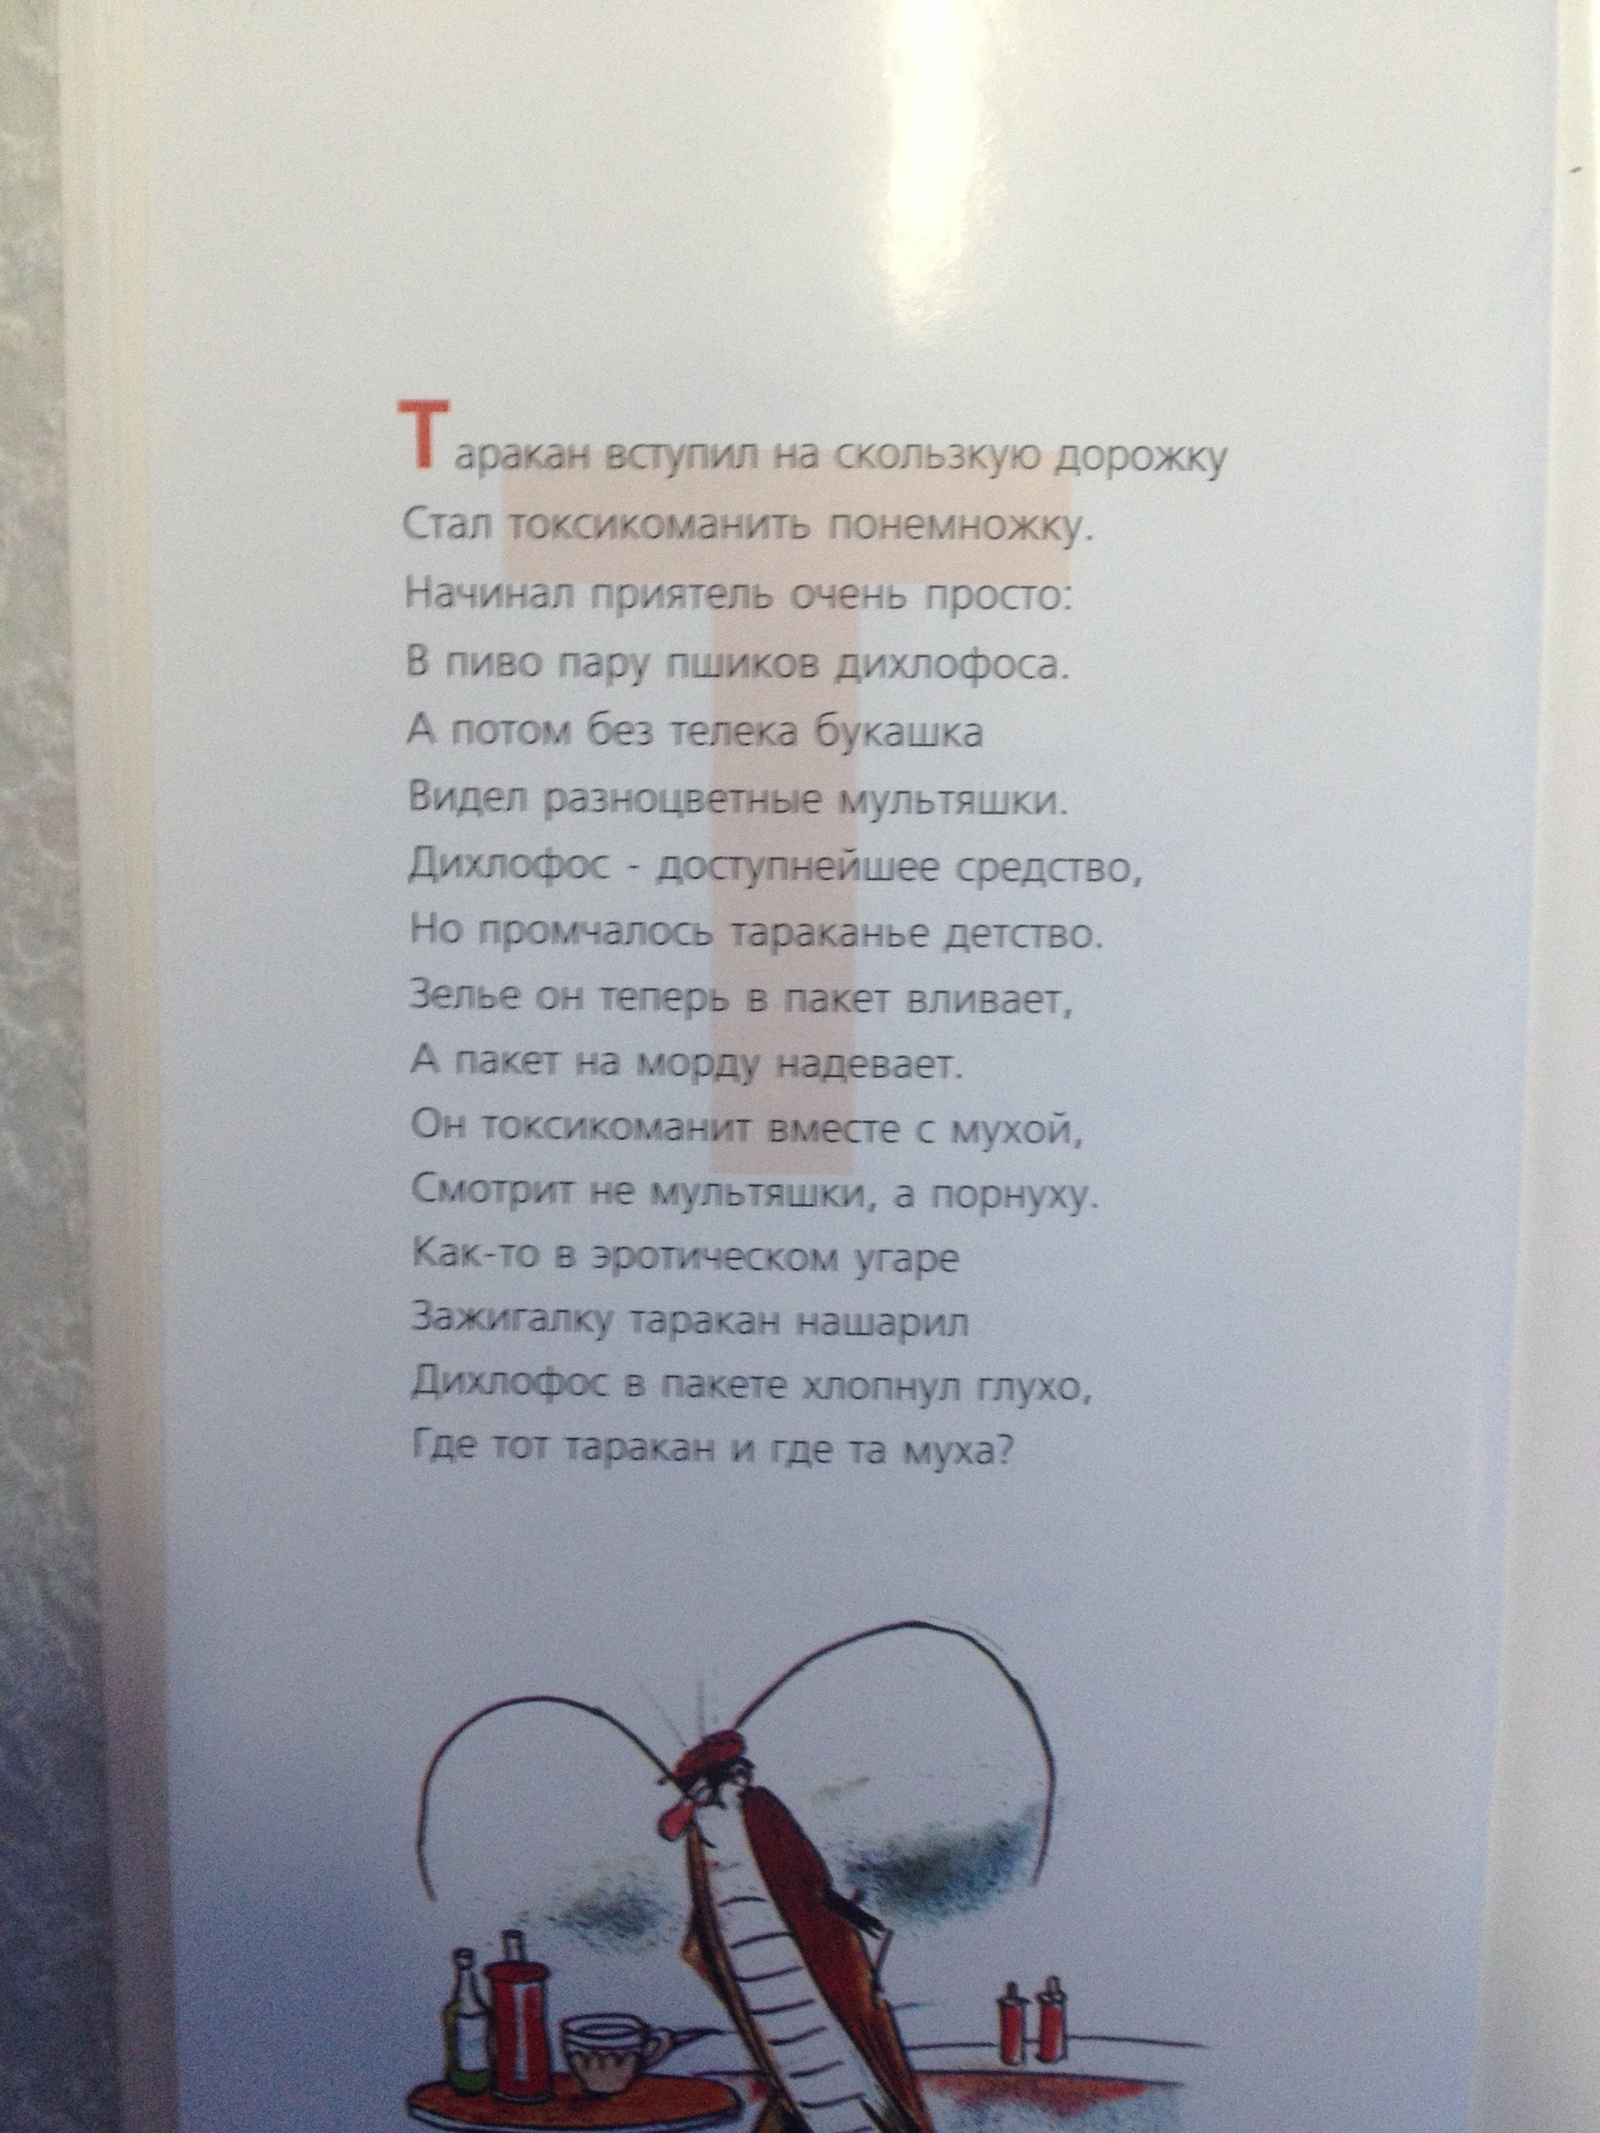 Таракан вступил на скользкую дорожку
Стал токсикоманить понемножку.
Начинал приятель очень просто:
В пиво пару пшиков дихлофоса.
А потом без телека букашка
Видел разноцветные мультяшки.
Дихлофос - доступнейшее средство,
Но промчалось тараканье детство.
Зелье он теперь в пакет вливает,
А пакет на морду надевает.
Он токсикоманит вместе с мухой,
Смотрит не мультяшки, а порнуху.
Как-то в эротическом угаре
Зажигалку таракан нашарил
Дихлофос в пакете хлопнул глухо,
Где тот таракан и где та муха?